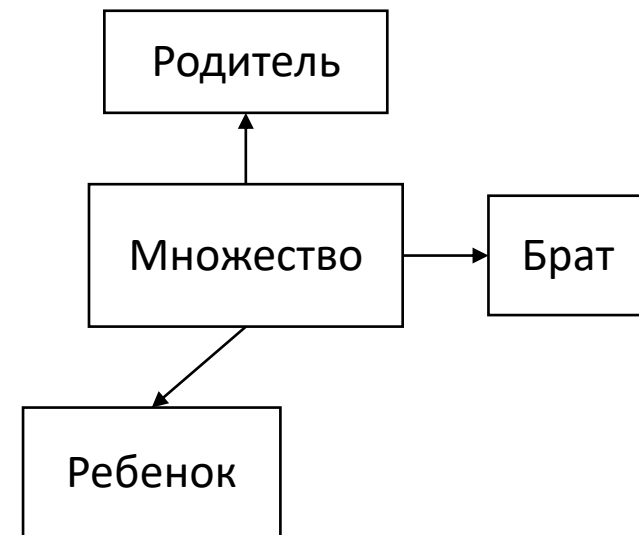 Родитель
Множество
Брат
Ребенок